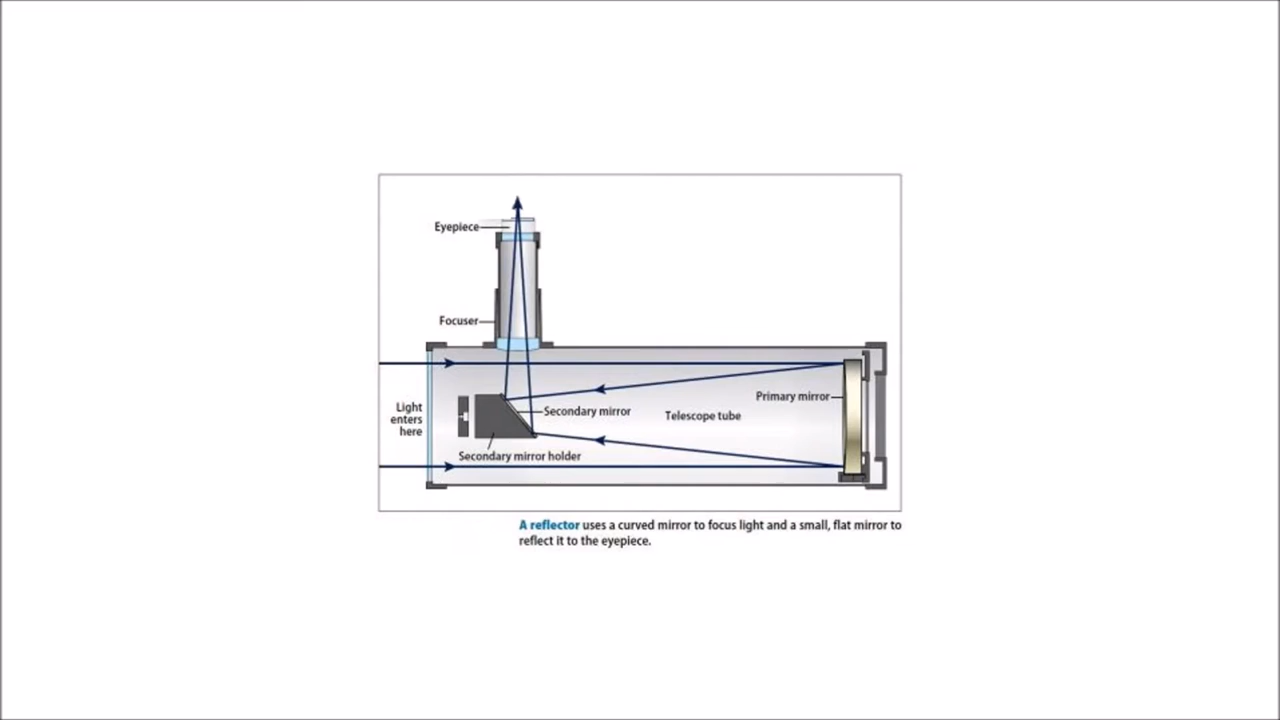 Eyepiece
Focuser
Light
enters
here
Secondary mirror
Secondary mirror holder
Telescope tube
Primary mirror
A reflector uses a curved mirror to focus light and a small, flat mirror to
reflect it to the eyepiece.